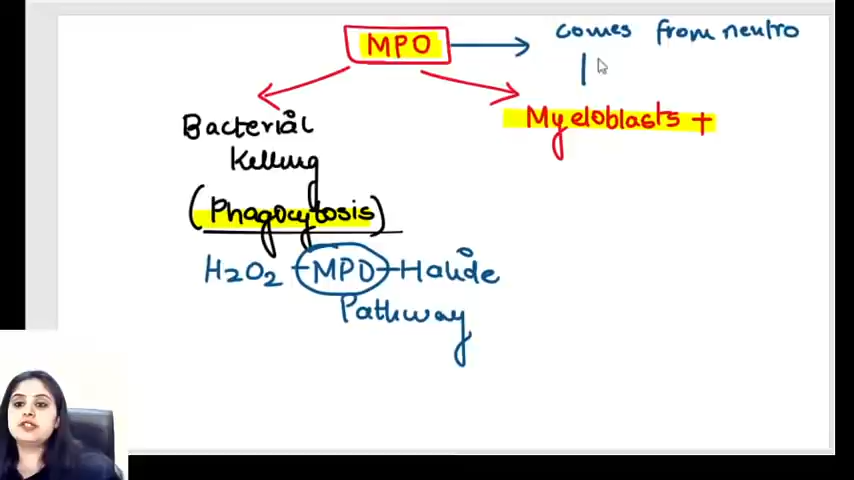 MPO
comes from neutro
Bacterial
Killing
(Phagocytosis)
Myeloblasts +
H2O2 - MPO - Halide
Pathway